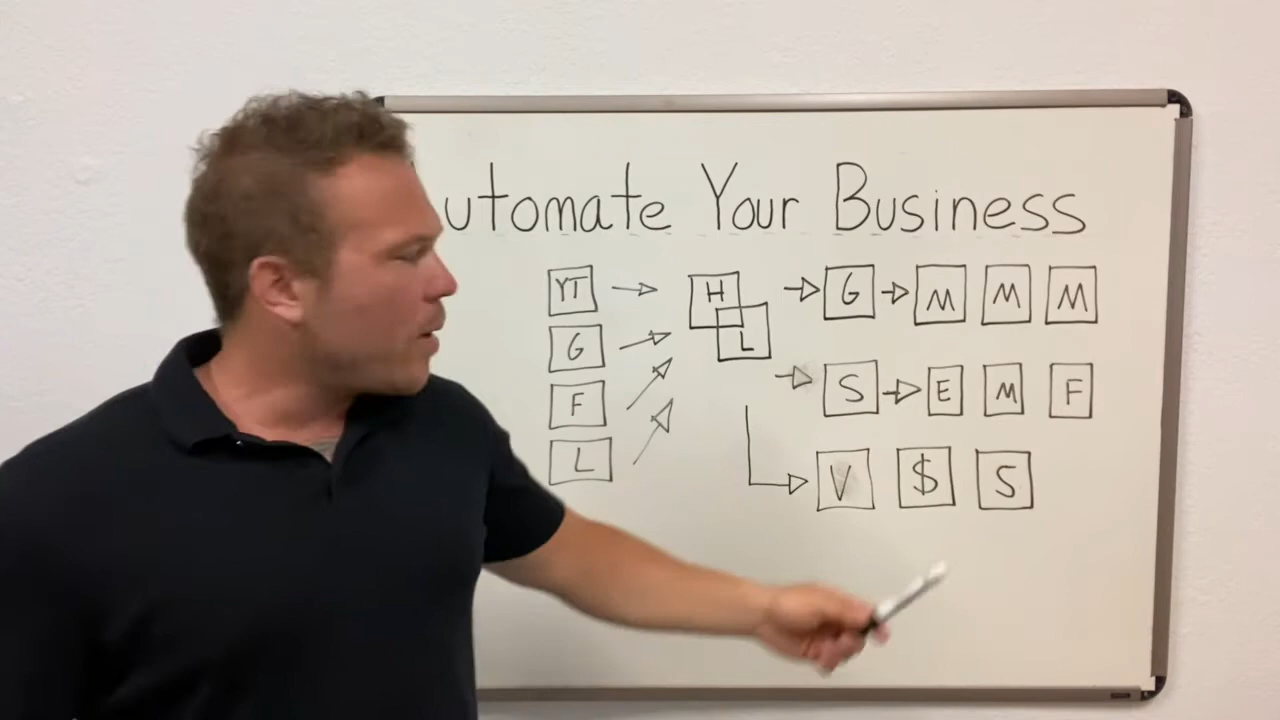 utomate Your Business
YT H G M M M
G L
F S E M F
L V $ S